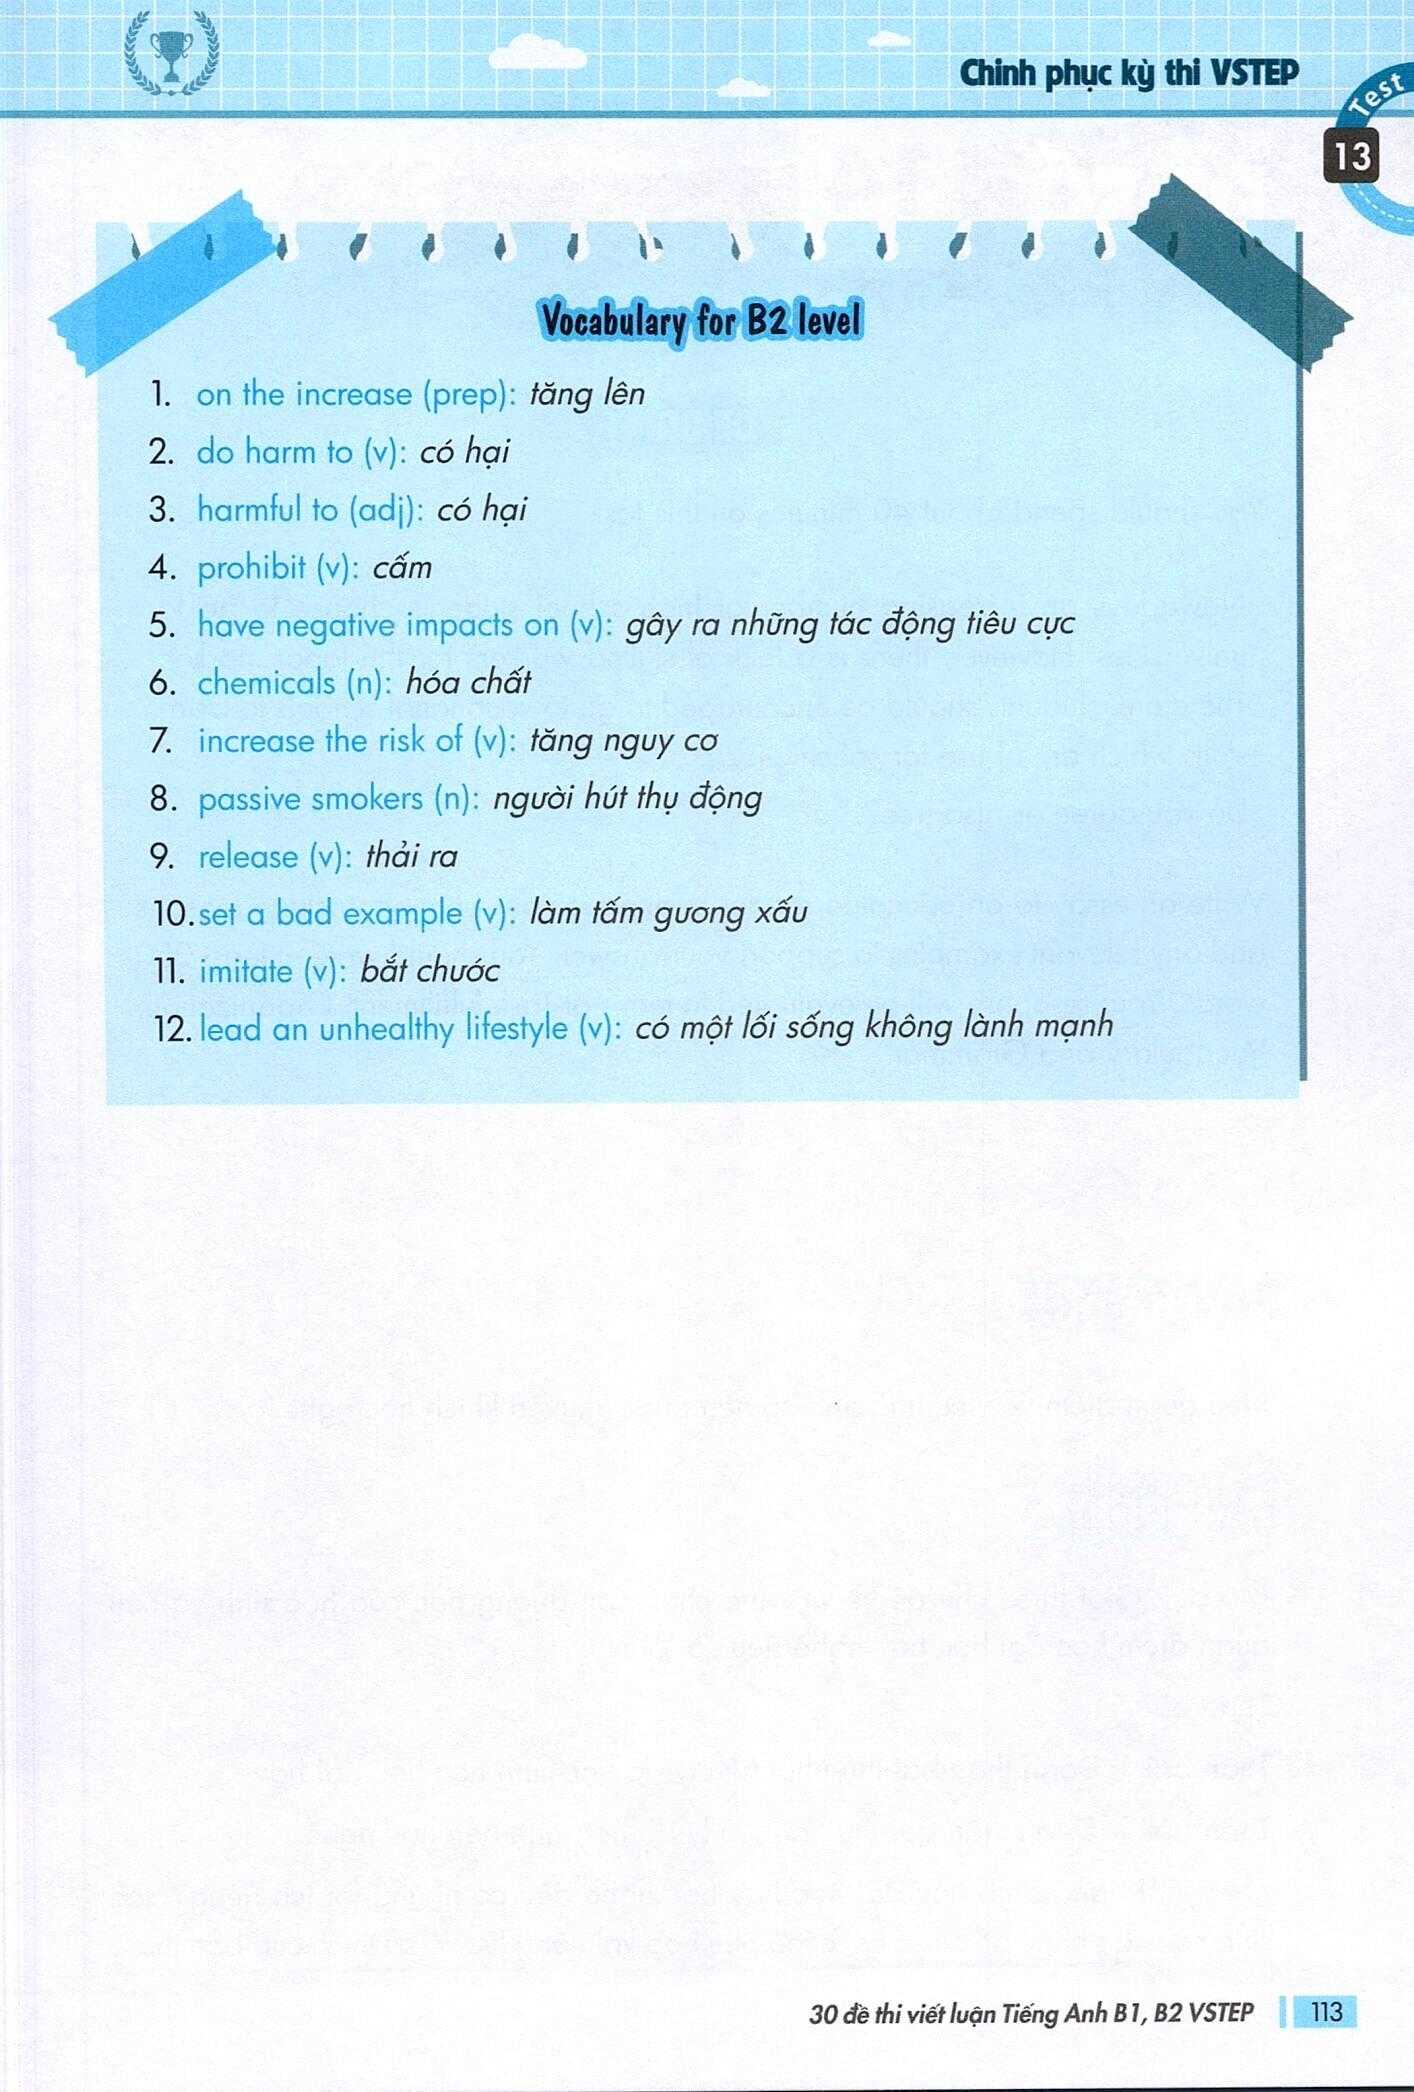 Chinh phục kỳ thi VSTEP
Test
13
Vocabulary for B2 level
1. on the increase (prep): tăng lên
2. do harm to (v): có hại
3. harmful to (adj): có hại
4. prohibit (v): cấm
5. have negative impacts on (v): gây ra những tác động tiêu cực
6. chemicals (n): hóa chất
7. increase the risk of (v): tăng nguy cơ
8. passive smokers (n): người hút thụ động
9. release (v): thải ra
10. set a bad example (v): làm tấm gương xấu
11. imitate (v): bắt chước
12. lead an unhealthy lifestyle (v): có một lối sống không lành mạnh
30 đề thi viết luận Tiếng Anh B1, B2 VSTEP
113